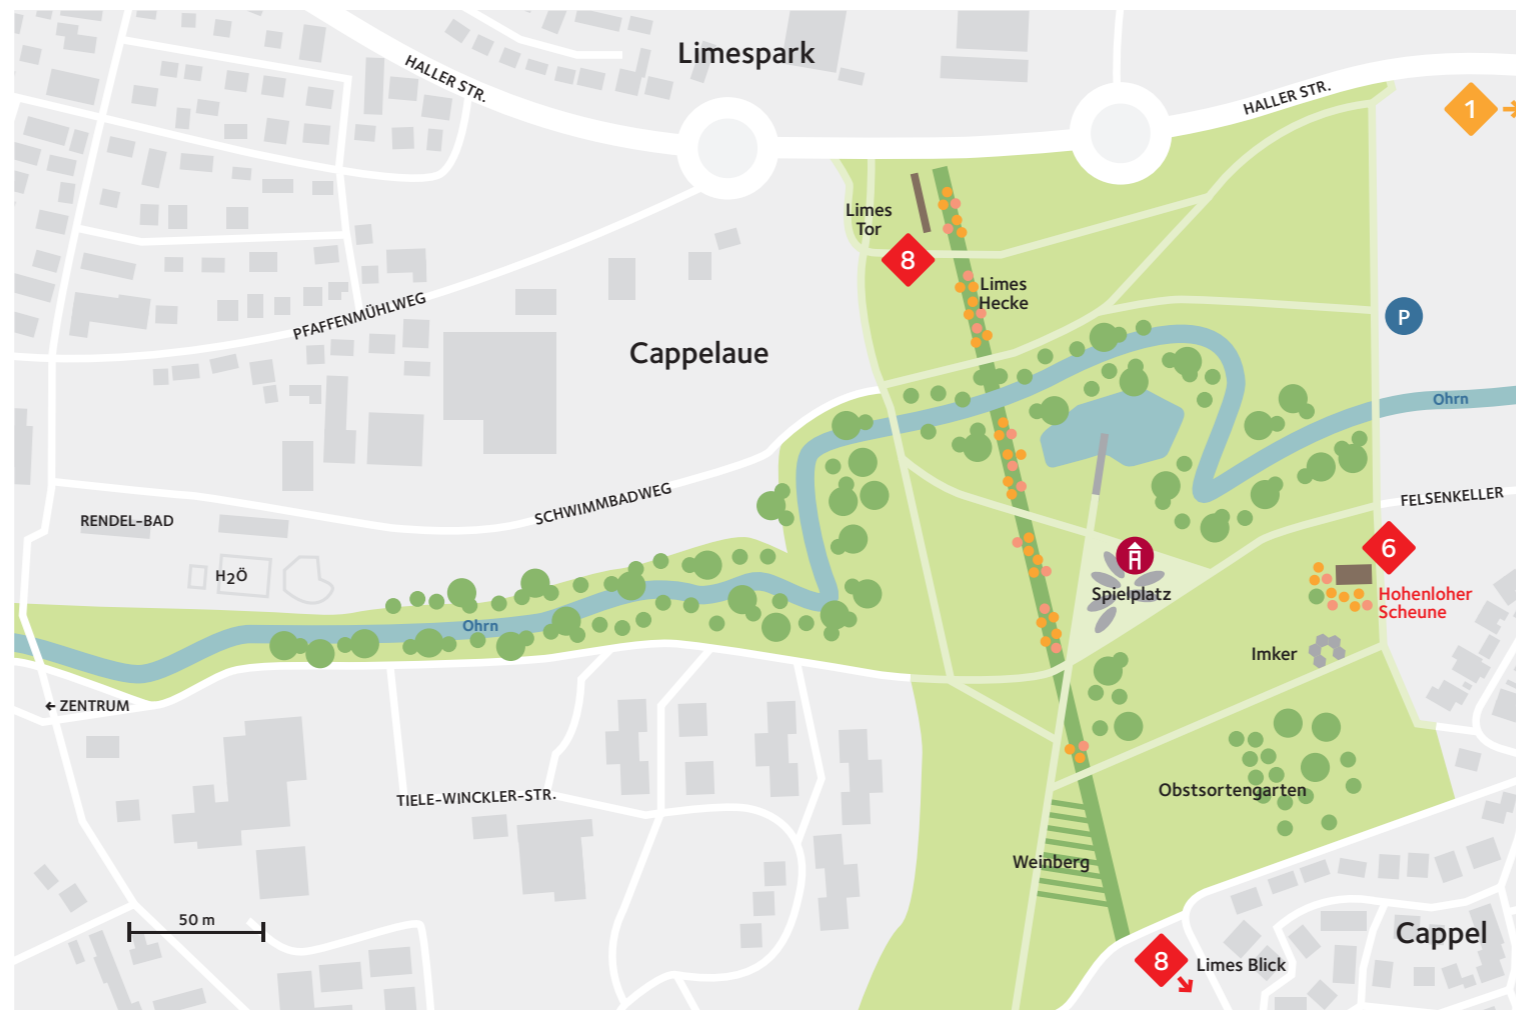 Limespark
HALLER STR.
HALLER STR.
1
Limes
Tor
8
Limes
Hecke
PFAFFENMÜHLWEG
P
Cappelaue
Ohrn
SCHWIMMBADWEG
FELSENKELLER
RENDEL-BAD
H2Ö
6
Spielplatz
Hohenloher
Scheune
Ohrn
Imker
← ZENTRUM
TIELE-WINCKLER-STR.
Obstsortengarten
Weinberg
50 m
Cappel
8
Limes Blick